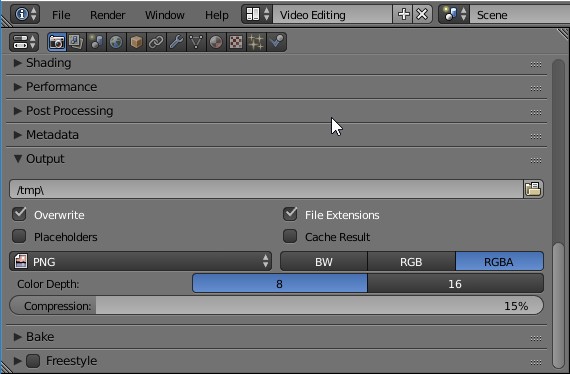 File Render Window Help Video Editing Scene
Shading
Performance
Post Processing
Metadata
Output
/tmp\
Overwrite File Extensions
Placeholders Cache Result
PNG BW RGB RGBA
Color Depth: 8 16
Compression: 15%
Bake
Freestyle